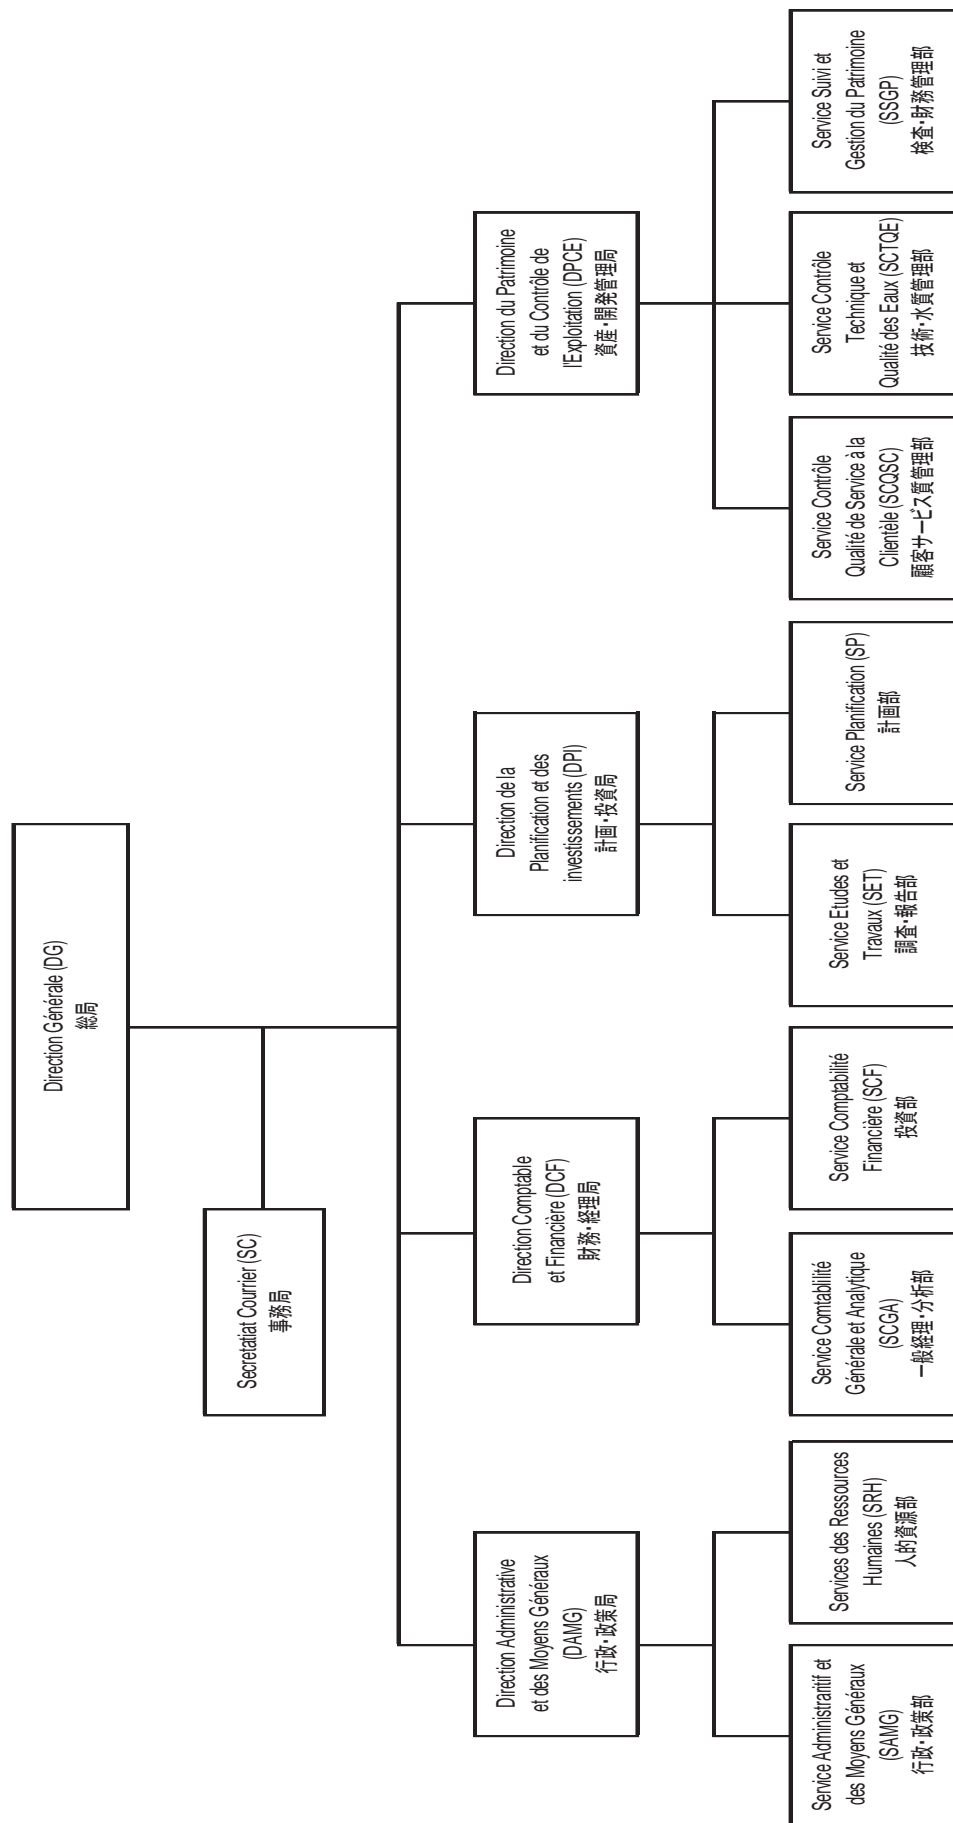 Direction Générale (DG)
総局
Secretatiat Courrier (SC)
事務局
Direction Administrative
et des Moyens Généraux
(DAMG)
行政・政策局
Direction Comptable
et Financière (DCF)
財務・経理局
Direction de la
Planification et des
investissements (DPI)
計画・投資局
Direction du Patrimoine
et du Contrôle de
l'Exploitation (DPCE)
資産・開発管理局
Service Administraritif et
des Moyens Généraux
(SAMG)
行政・政策部
Services des Ressources
Humaines (SRH)
人的資源部
Service Comtablilité
Générale et Analytique
(SCGA)
一般経理・分析部
Service Comptabilité
Financière (SCF)
投資部
Service Etudes et
Travaux (SET)
調査・報告部
Service Planification (SP)
計画部
Service Contrôle
Qualité de Service à la
Clientèle (SCQSC)
顧客サービス質管理部
Service Contrôle
Technique et
Qualité des Eaux (SCTQE)
技術・水質管理部
Service Suivi et
Gestion du Patrimoine
(SSGP)
検査・財務管理部